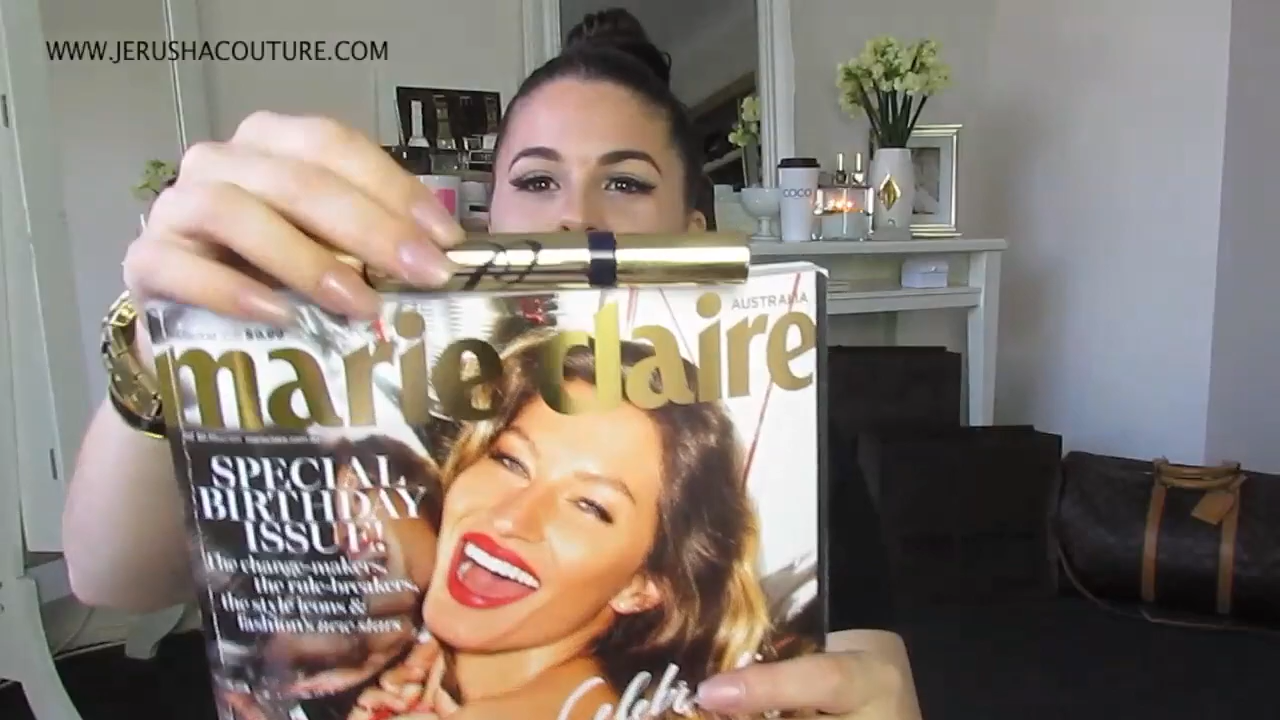 WWW.JERUSHACOUTURE.COM
COCO
AUSTRALIA
marie claire
SPECIAL
BIRTHDAY
ISSUE!
The change-makers,
the rule-breakers,
the style icons &
fashion's new stars